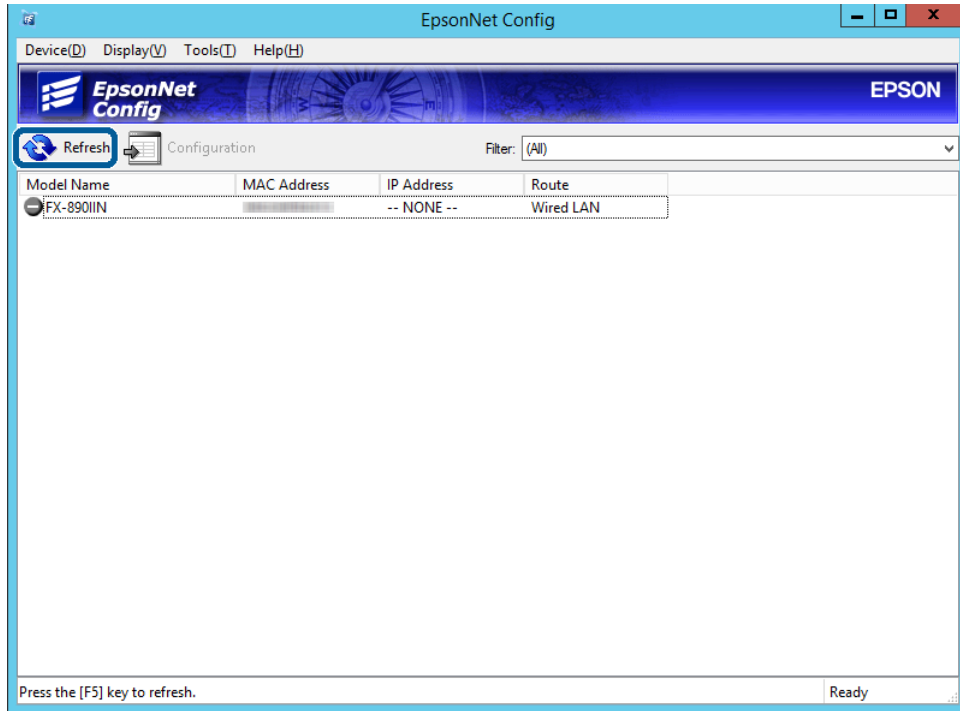 EpsonNet Config
Device(D) Display(V) Tools(T) Help(H)
EpsonNet
Config
EPSON
Refresh Configuration Filter: (All)
Model Name MAC Address IP Address Route
FX-890IIN -- NONE -- Wired LAN
Press the [F5] key to refresh. Ready